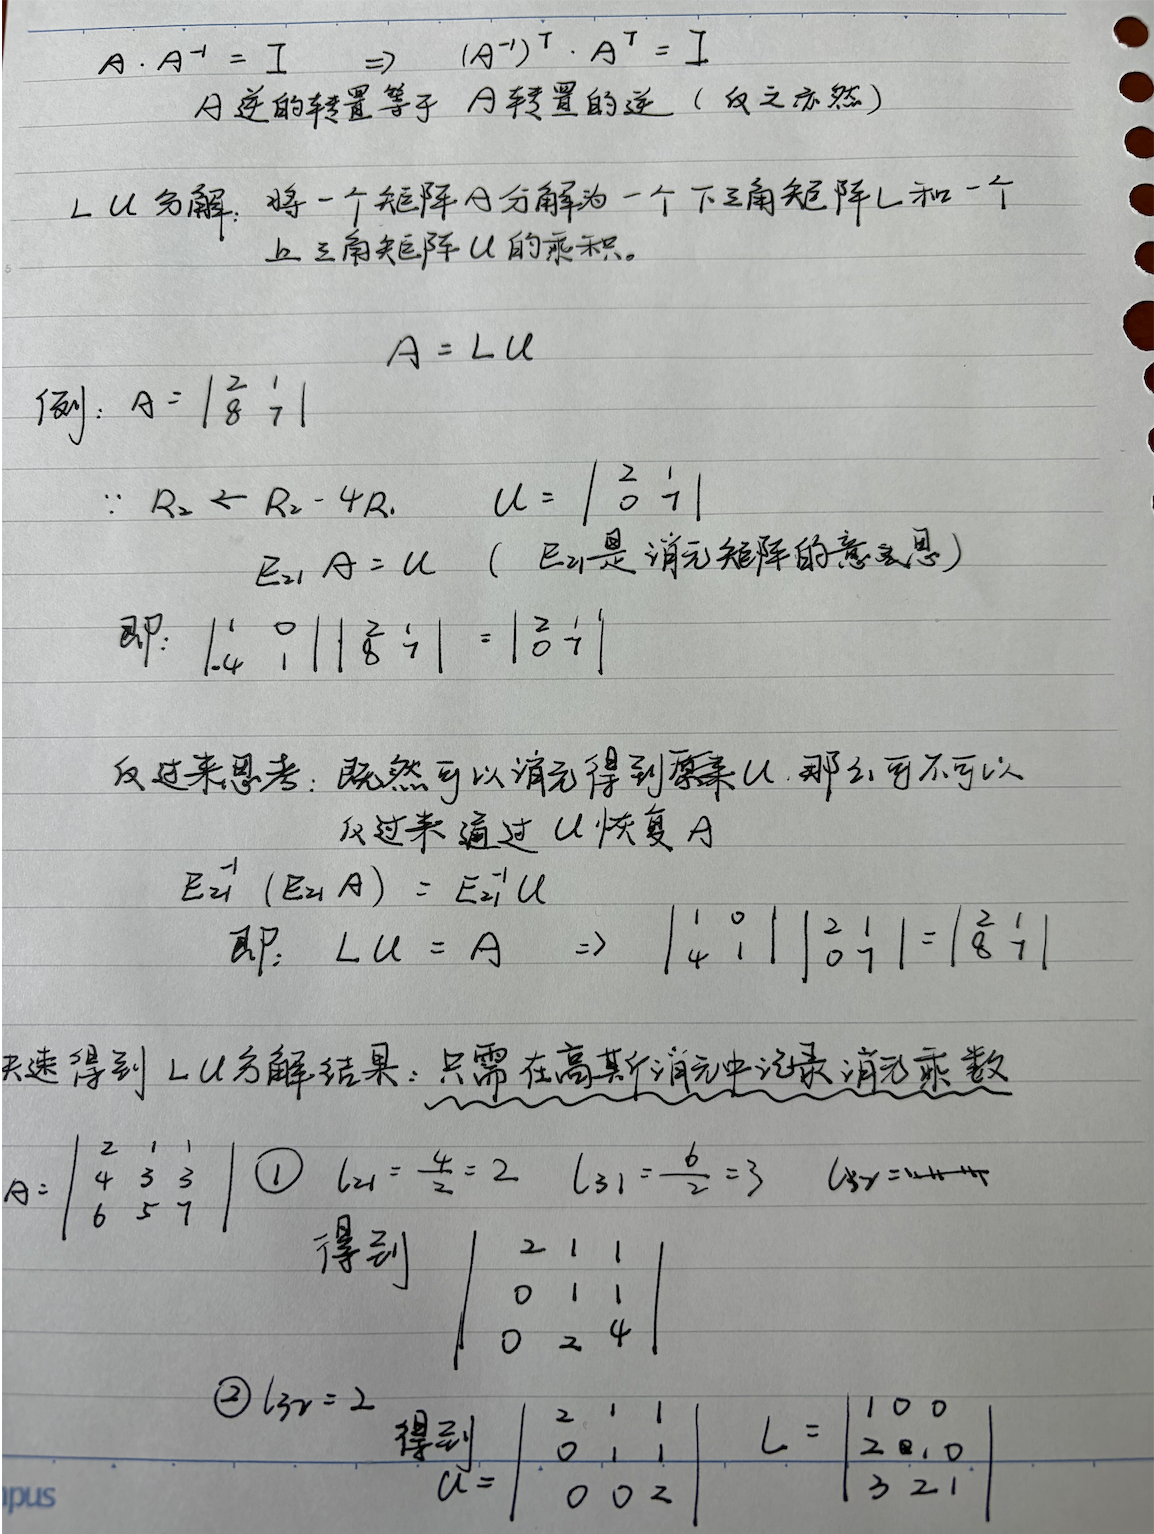 A · A⁻¹ = I ⇒ (A⁻¹)ᵀ · Aᵀ = I
A逆的转置等于 A转置的逆 (反之亦然)
LU分解: 将一个矩阵A分解为一个下三角矩阵L和一个
上三角矩阵U的乘积。
A = LU
例: A = | 2 1 |
| 8 7 |
∵ R₂ ← R₂ - 4R₁ U = | 2 1 |
| 0 7 |
E₂₁ A = U ( E₂₁是消元矩阵的意思)
即: | 1 0 | | 2 1 | = | 2 1 |
| -4 1 | | 8 7 | | 0 7 |
反过来思考: 既然可以消元得到原来U. 那么可不可以
反过来通过U恢复A
E₂₁⁻¹ (E₂₁ A) = E₂₁⁻¹ U
即: LU = A ⇒ | 1 0 | | 2 1 | = | 2 1 |
| 4 1 | | 0 7 | | 8 7 |
快速得到LU分解结果: 只需在高斯消元中记录消元乘数
A = | 2 1 1 |
| 4 3 3 |
| 6 5 7 |
① l₂₁ = 4/2 = 2 l₃₁ = 6/2 = 3 l₃₂ =
得到 | 2 1 1 |
| 0 1 1 |
| 0 2 4 |
② l₃₂ = 2
得到 U = | 2 1 1 |
| 0 1 1 |
| 0 0 2 |
L = | 1 0 0 |
| 2 1 0 |
| 3 2 1 |
pus